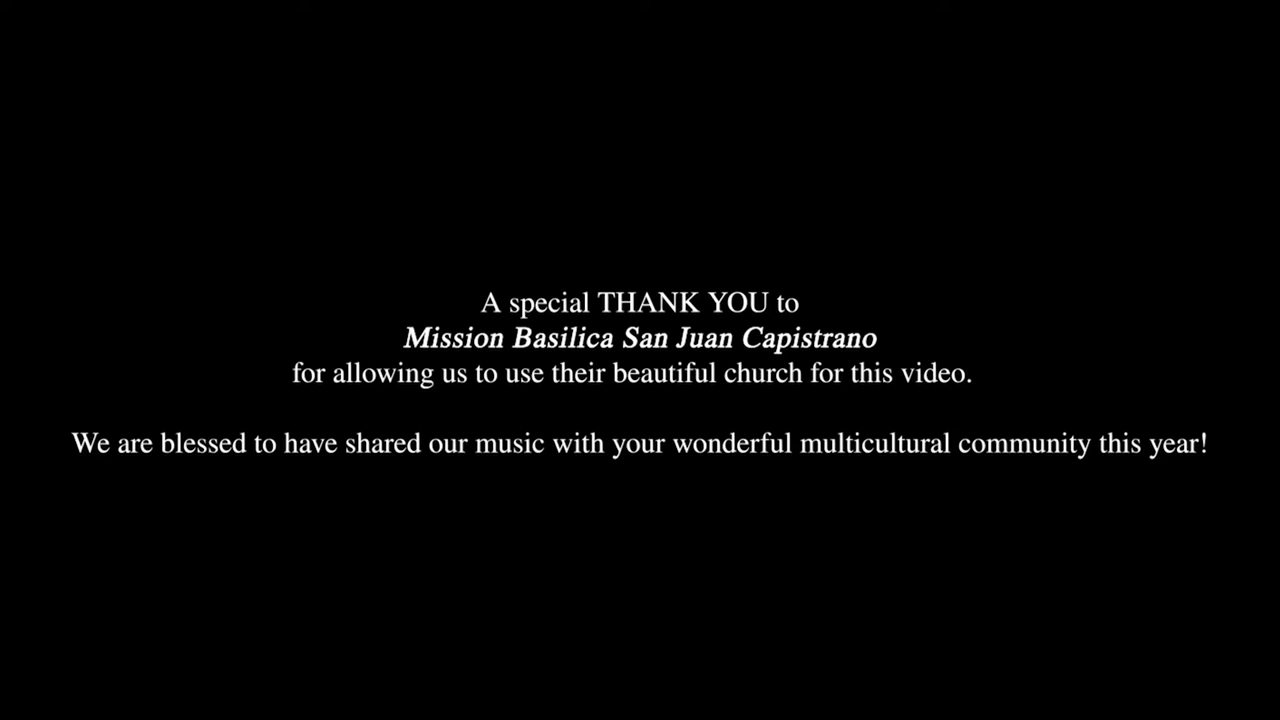 A special THANK YOU to
Mission Basilica San Juan Capistrano
for allowing us to use their beautiful church for this video.
We are blessed to have shared our music with your wonderful multicultural community this year!